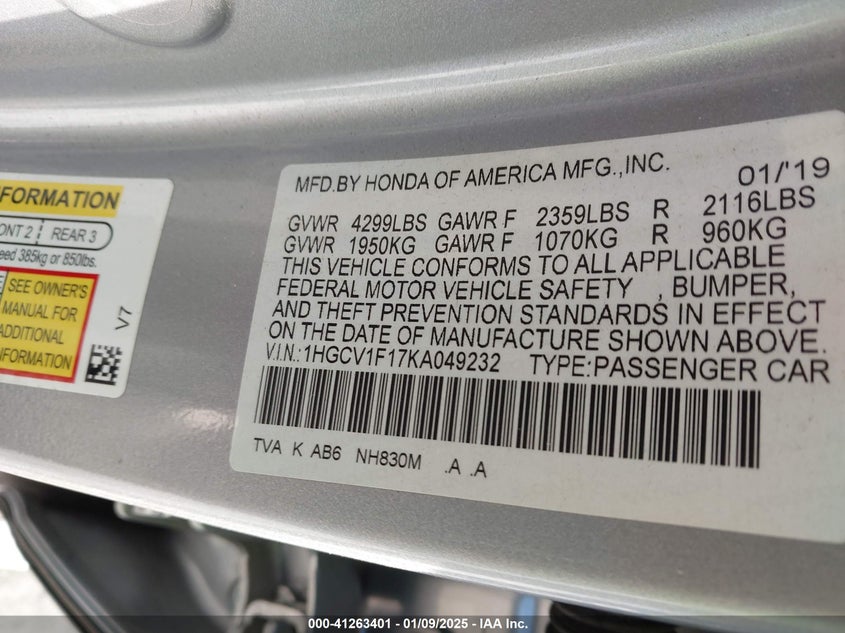 MFD.BY HONDA OF AMERICA MFG.,INC. 01/'19
GVWR 4299LBS GAWR F 2359LBS R 2116LBS
GVWR 1950KG GAWR F 1070KG R 960KG
THIS VEHICLE CONFORMS TO ALL APPLICABLE
FEDERAL MOTOR VEHICLE SAFETY , BUMPER,
AND THEFT PREVENTION STANDARDS IN EFFECT
ON THE DATE OF MANUFACTURE SHOWN ABOVE.
V.I.N.:1HGCV1F17KA049232 TYPE:PASSENGER CAR
TVA K AB6 NH830M .A .A
FORMATION
ONT 2 REAR 3
eed 385kg or 850lbs.
SEE OWNER'S
MANUAL FOR
ADDITIONAL
INFORMATION
V7
000-41263401 — 01/09/2025 — IAA Inc.